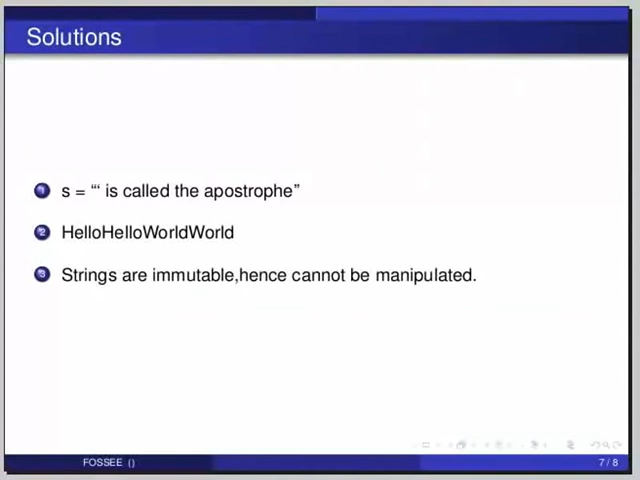 Solutions
1 s = “‘ is called the apostrophe”
2 HelloHelloWorldWorld
3 Strings are immutable,hence cannot be manipulated.
FOSSEE ()
7 / 8